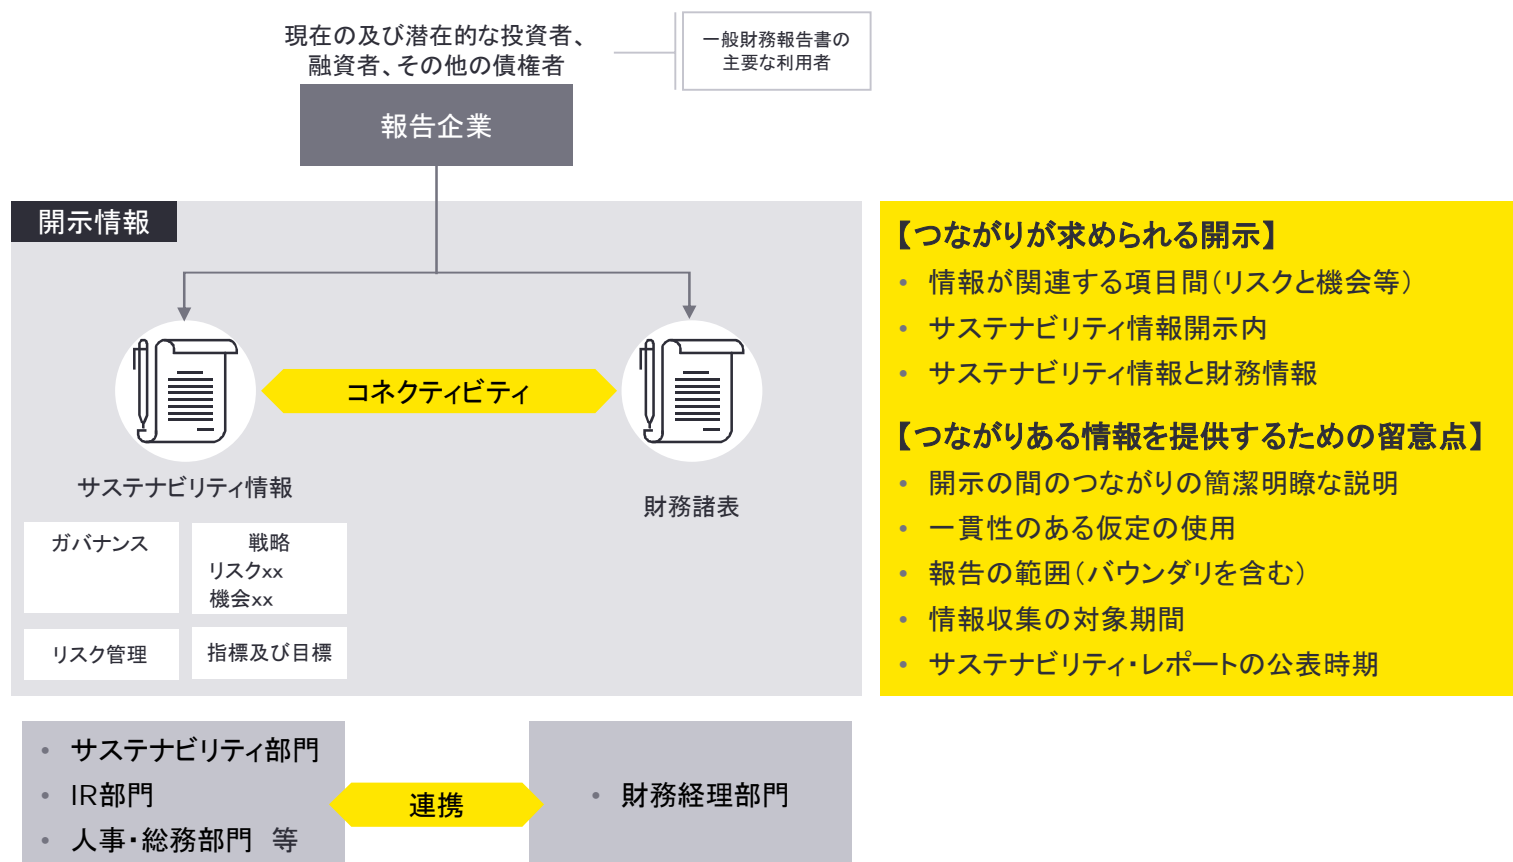 現在の及び潜在的な投資者、
融資者、その他の債権者
一般財務報告書の
主要な利用者
報告企業
開示情報
コネクティビティ
サステナビリティ情報
財務諸表
ガバナンス
戦略
リスクxx
機会xx
リスク管理
指標及び目標
【つながりが求められる開示】
• 情報が関連する項目間（リスクと機会等）
• サステナビリティ情報開示内
• サステナビリティ情報と財務情報
【つながりある情報を提供するための留意点】
• 開示の間のつながりの簡潔明瞭な説明
• 一貫性のある仮定の使用
• 報告の範囲（バウンダリを含む）
• 情報収集の対象期間
• サステナビリティ・レポートの公表時期
• サステナビリティ部門
• IR部門
• 人事・総務部門　等
連携
• 財務経理部門